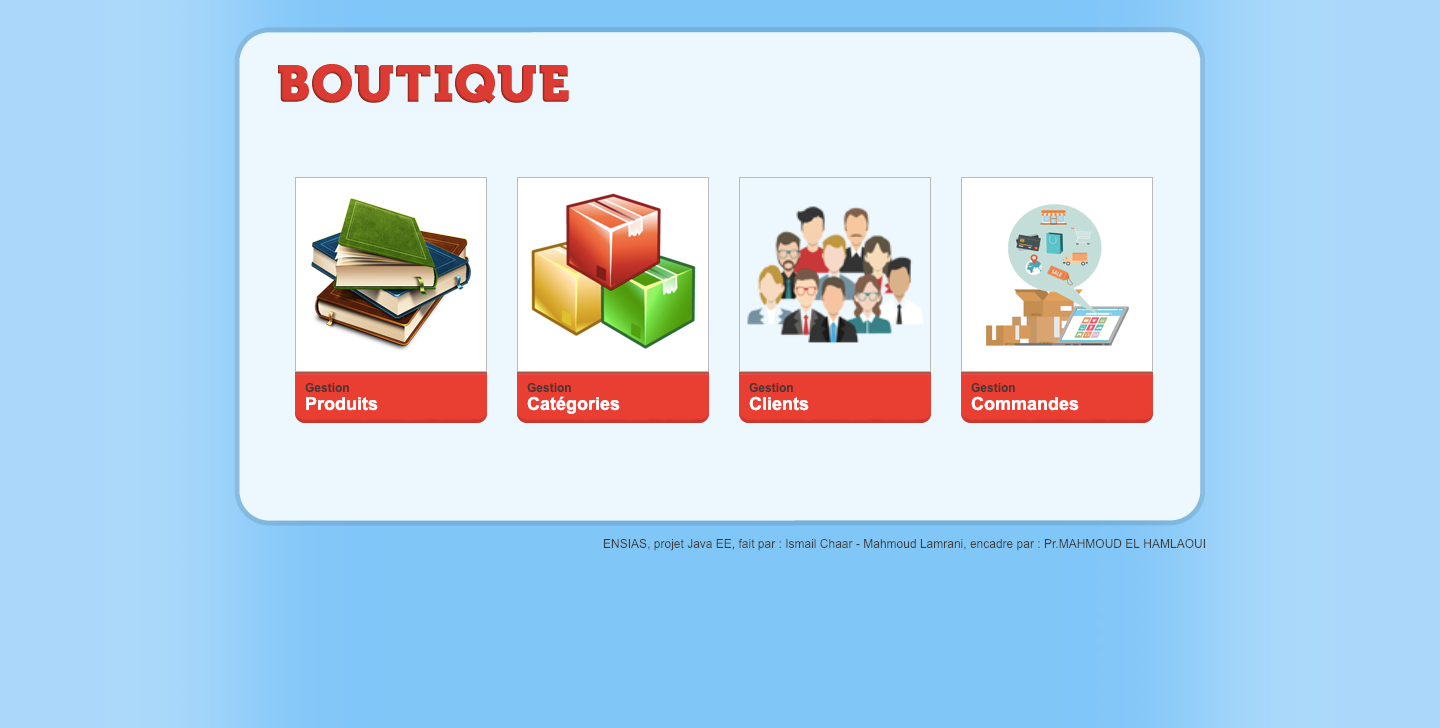 BOUTIQUE
SALE
Gestion
Produits
Gestion
Catégories
Gestion
Clients
Gestion
Commandes
ENSIAS, projet Java EE, fait par : Ismail Chaar - Mahmoud Lamrani, encadre par : Pr.MAHMOUD EL HAMLAOUI